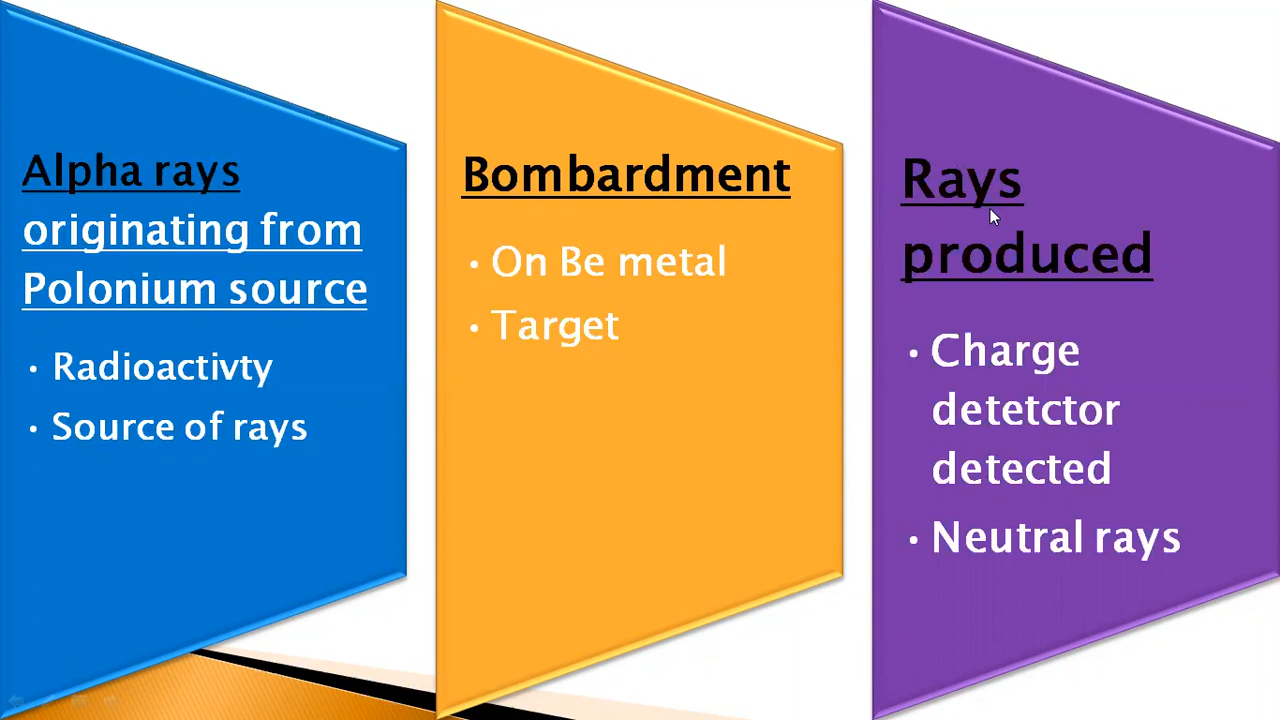 Alpha rays
originating from
Polonium source
• Radioactivty
• Source of rays
Bombardment
• On Be metal
• Target
Rays
produced
• Charge
detetctor
detected
• Neutral rays